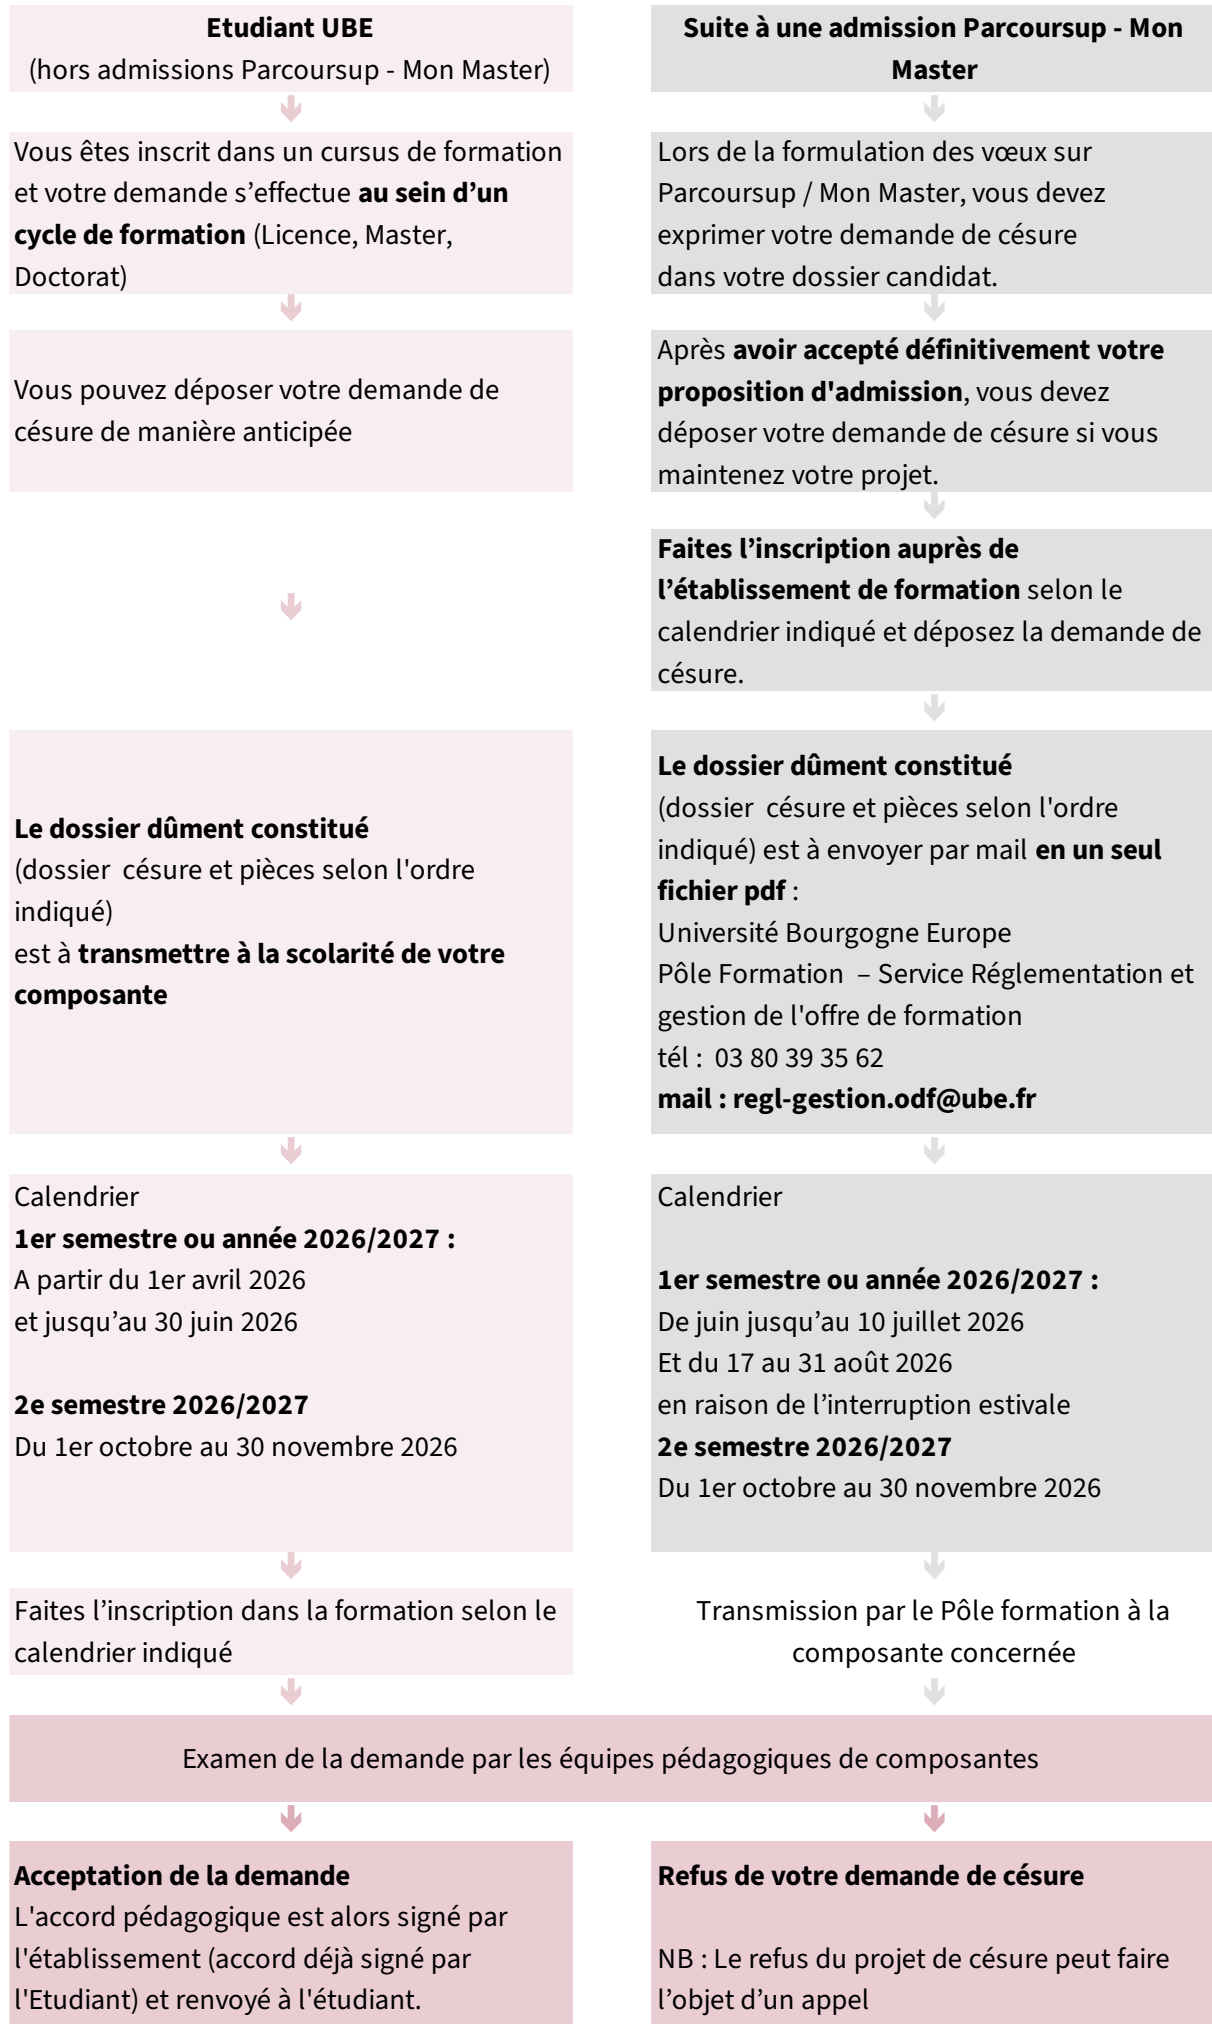 Etudiant UBE
(hors admissions Parcoursup - Mon Master)
Suite à une admission Parcoursup - Mon
Master
Vous êtes inscrit dans un cursus de formation
et votre demande s’effectue au sein d’un
cycle de formation (Licence, Master,
Doctorat)
Lors de la formulation des vœux sur
Parcoursup / Mon Master, vous devez
exprimer votre demande de césure
dans votre dossier candidat.
Vous pouvez déposer votre demande de
césure de manière anticipée
Après avoir accepté définitivement votre
proposition d'admission, vous devez
déposer votre demande de césure si vous
maintenez votre projet.
Faites l’inscription auprès de
l’établissement de formation selon le
calendrier indiqué et déposez la demande de
césure.
Le dossier dûment constitué
(dossier  césure et pièces selon l'ordre
indiqué)
est à transmettre à la scolarité de votre
composante
Le dossier dûment constitué
(dossier  césure et pièces selon l'ordre
indiqué) est à envoyer par mail en un seul
fichier pdf :
Université Bourgogne Europe
Pôle Formation  – Service Réglementation et
gestion de l'offre de formation
tél :  03 80 39 35 62
mail : regl-gestion.odf@ube.fr
Calendrier
1er semestre ou année 2026/2027 :
A partir du 1er avril 2026
et jusqu’au 30 juin 2026
2e semestre 2026/2027
Du 1er octobre au 30 novembre 2026
Calendrier
1er semestre ou année 2026/2027 :
De juin jusqu’au 10 juillet 2026
Et du 17 au 31 août 2026
en raison de l’interruption estivale
2e semestre 2026/2027
Du 1er octobre au 30 novembre 2026
Faites l’inscription dans la formation selon le
calendrier indiqué
Transmission par le Pôle formation à la
composante concernée
Examen de la demande par les équipes pédagogiques de composantes
Acceptation de la demande
L'accord pédagogique est alors signé par
l'établissement (accord déjà signé par
l'Etudiant) et renvoyé à l'étudiant.
Refus de votre demande de césure
NB : Le refus du projet de césure peut faire
l’objet d’un appel